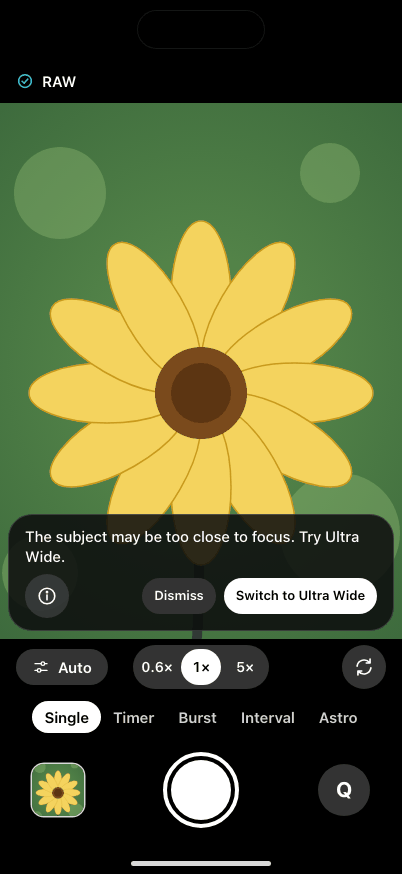 RAW
The subject may be too close to focus. Try Ultra
Wide.
Dismiss
Switch to Ultra Wide
Auto
0.6×
1×
5×
Single
Timer
Burst
Interval
Astro
Q